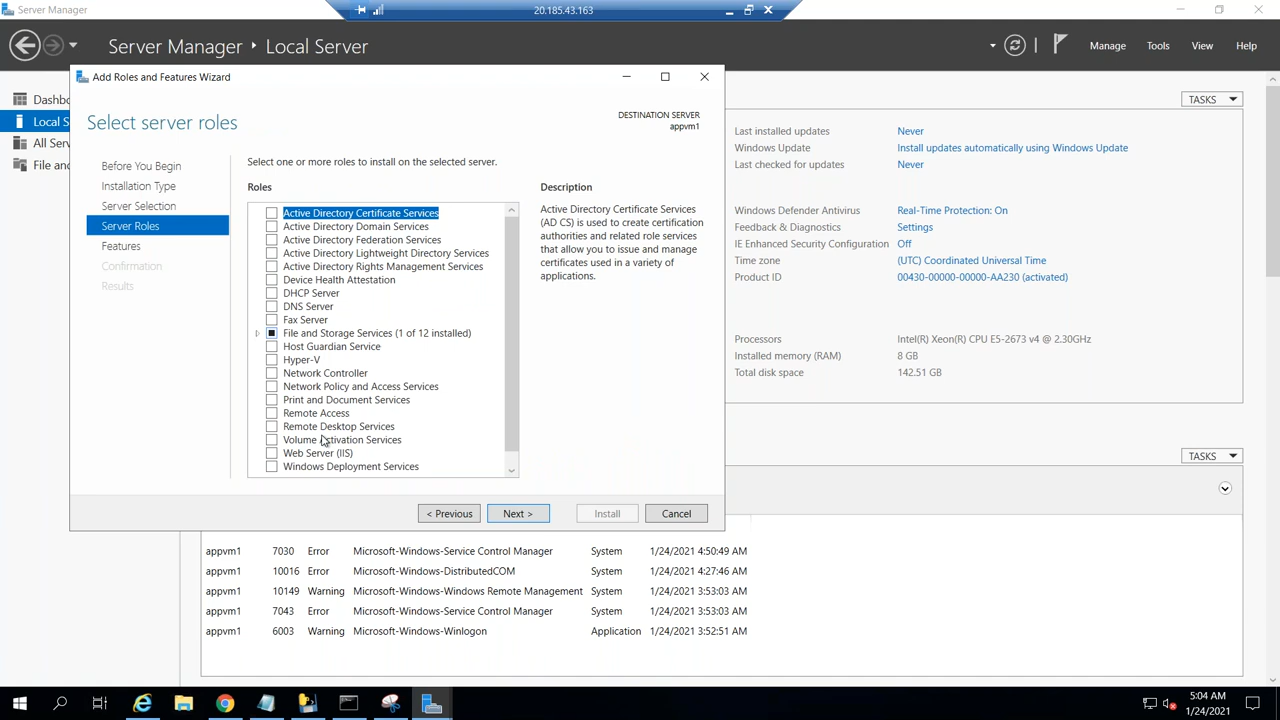 Server Manager
20.185.43.163
Server Manager
Local Server
Manage
Tools
View
Help
Add Roles and Features Wizard
Select server roles
DESTINATION SERVER
appvm1
Before You Begin
Installation Type
Server Selection
Server Roles
Features
Confirmation
Results
Select one or more roles to install on the selected server.
Roles
Active Directory Certificate Services
Active Directory Domain Services
Active Directory Federation Services
Active Directory Lightweight Directory Services
Active Directory Rights Management Services
Device Health Attestation
DHCP Server
DNS Server
Fax Server
File and Storage Services (1 of 12 installed)
Host Guardian Service
Hyper-V
Network Controller
Network Policy and Access Services
Print and Document Services
Remote Access
Remote Desktop Services
Volume Activation Services
Web Server (IIS)
Windows Deployment Services
Description
Active Directory Certificate Services
(AD CS) is used to create certification
authorities and related role services
that allow you to issue and manage
certificates used in a variety of
applications.
< Previous
Next >
Install
Cancel
Dashbo
Local S
All Serv
File and
TASKS
Last installed updates Never
Windows Update Install updates automatically using Windows Update
Last checked for updates Never
Windows Defender Antivirus Real-Time Protection: On
Feedback & Diagnostics Settings
IE Enhanced Security Configuration Off
Time zone (UTC) Coordinated Universal Time
Product ID 00430-00000-00000-AA230 (activated)
Processors Intel(R) Xeon(R) CPU E5-2673 v4 @ 2.30GHz
Installed memory (RAM) 8 GB
Total disk space 142.51 GB
TASKS
appvm1 7030 Error Microsoft-Windows-Service Control Manager System 1/24/2021 4:50:49 AM
appvm1 10016 Error Microsoft-Windows-DistributedCOM System 1/24/2021 4:27:46 AM
appvm1 10149 Warning Microsoft-Windows-Windows Remote Management System 1/24/2021 3:53:03 AM
appvm1 7043 Error Microsoft-Windows-Service Control Manager System 1/24/2021 3:53:03 AM
appvm1 6003 Warning Microsoft-Windows-Winlogon Application 1/24/2021 3:52:51 AM
5:04 AM
1/24/2021